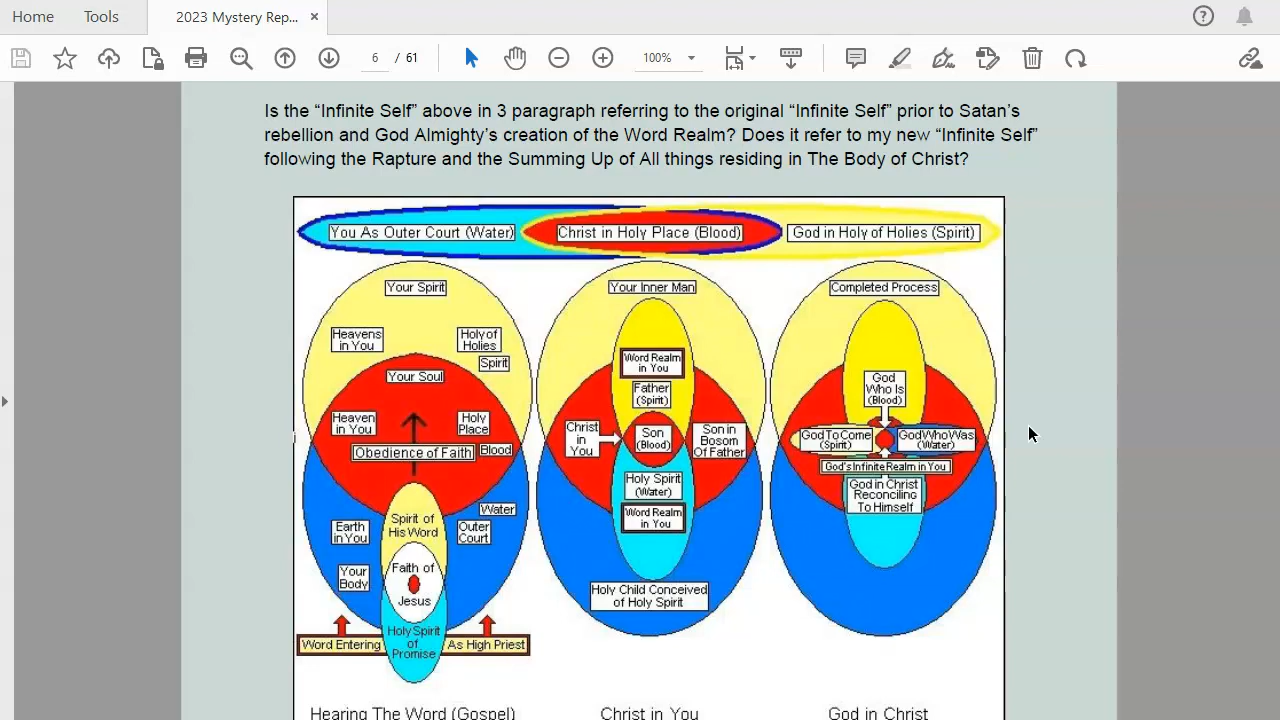 Home
Tools
2023 Mystery Rep...
6 / 61
100%
Is the “Infinite Self” above in 3 paragraph referring to the original “Infinite Self” prior to Satan’s
rebellion and God Almighty’s creation of the Word Realm? Does it refer to my new “Infinite Self”
following the Rapture and the Summing Up of All things residing in The Body of Christ?
You As Outer Court (Water)
Christ in Holy Place (Blood)
God in Holy of Holies (Spirit)
Your Spirit
Heavens
in You
Holy of
Holies
Spirit
Your Soul
Heaven
in You
Holy
Place
Obedience of Faith
Blood
Spirit of
His Word
Water
Earth
in You
Outer
Court
Your
Body
Faith of
Jesus
Holy Spirit
of
Promise
Word Entering
As High Priest
Hearing The Word (Gospel)
Your Inner Man
Word Realm
in You
Father
(Spirit)
Christ
in
You
Son
(Blood)
Son in
Bosom
Of Father
Holy Spirit
(Water)
Word Realm
in You
Holy Child Conceived
of Holy Spirit
Christ in You
Completed Process
God
Who Is
(Blood)
God To Come
(Spirit)
God Who Was
(Water)
God's Infinite Realm in You
God in Christ
Reconciling
To Himself
God in Christ